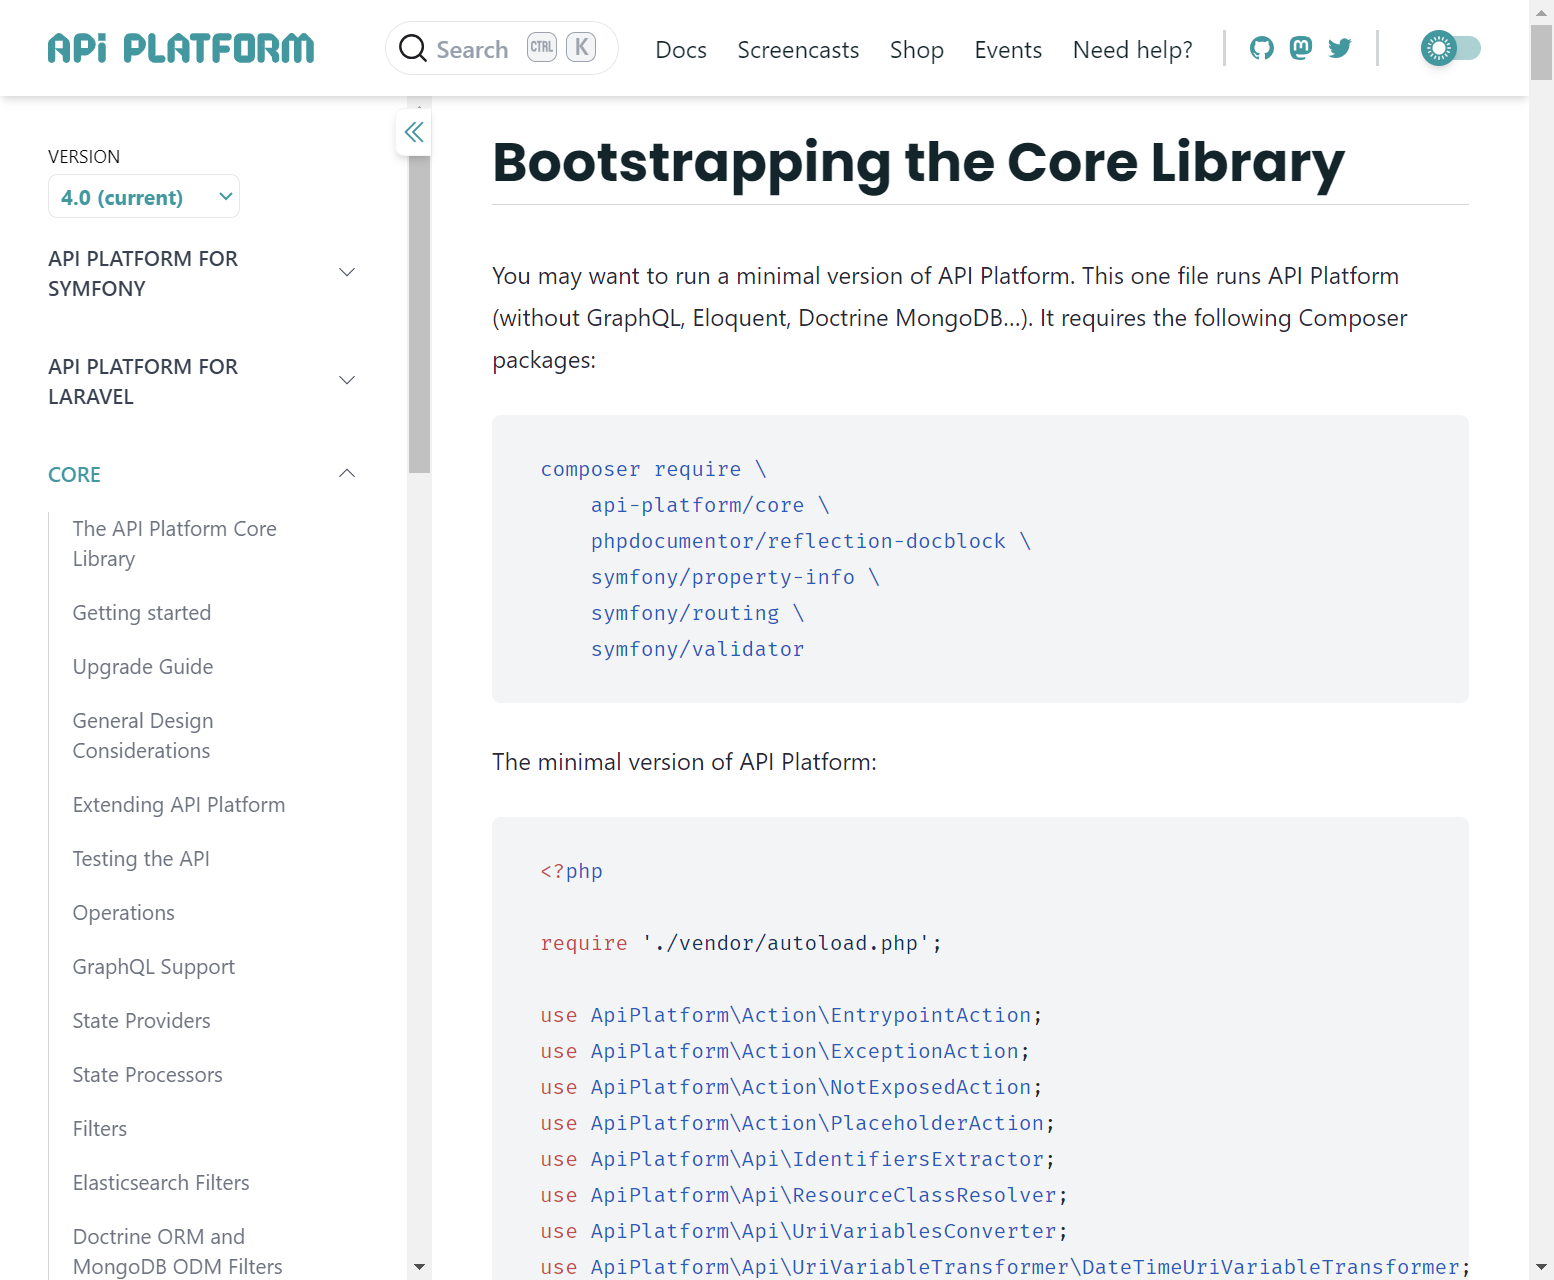 APi PLATFORM
Search CTRL K
Docs Screencasts Shop Events Need help?
VERSION
4.0 (current)
API PLATFORM FOR
SYMFONY
API PLATFORM FOR
LARAVEL
CORE
The API Platform Core
Library
Getting started
Upgrade Guide
General Design
Considerations
Extending API Platform
Testing the API
Operations
GraphQL Support
State Providers
State Processors
Filters
Elasticsearch Filters
Doctrine ORM and
MongoDB ODM Filters
Bootstrapping the Core Library
You may want to run a minimal version of API Platform. This one file runs API Platform
(without GraphQL, Eloquent, Doctrine MongoDB...). It requires the following Composer
packages:
composer require \
    api-platform/core \
    phpdocumentor/reflection-docblock \
    symfony/property-info \
    symfony/routing \
    symfony/validator
The minimal version of API Platform:
<?php
require './vendor/autoload.php';
use ApiPlatform\Action\EntrypointAction;
use ApiPlatform\Action\ExceptionAction;
use ApiPlatform\Action\NotExposedAction;
use ApiPlatform\Action\PlaceholderAction;
use ApiPlatform\Api\IdentifiersExtractor;
use ApiPlatform\Api\ResourceClassResolver;
use ApiPlatform\Api\UriVariablesConverter;
use ApiPlatform\Api\UriVariableTransformer\DateTimeUriVariableTransformer;